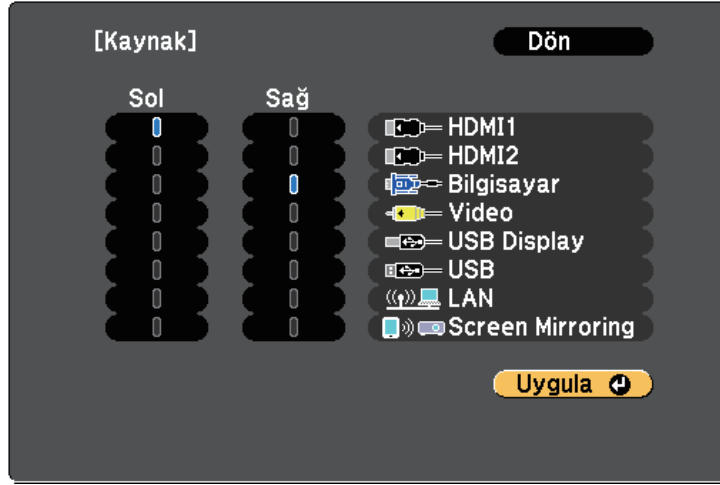 [Kaynak]
Dön
Sol Sağ
HDMI1
HDMI2
Bilgisayar
Video
USB Display
USB
LAN
Screen Mirroring
Uygula